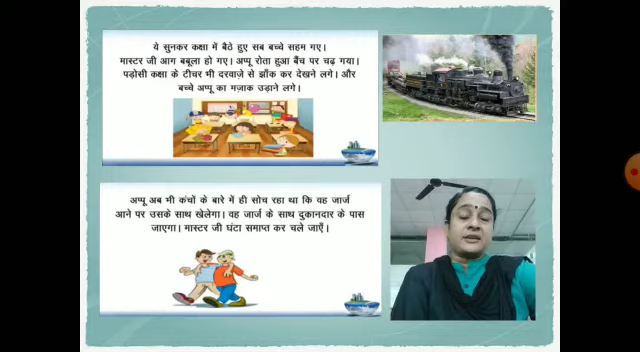 ये सुनकर कक्षा में बैठे हुए सब बच्चे सहम गए।
मास्टर जी आग बबूला हो गए। अप्पू रोता हुआ बैंच पर चढ़ गया।
पड़ोसी कक्षा के टीचर भी दरवाज़े से झाँक कर देखने लगे। और
बच्चे अप्पू का मज़ाक उड़ाने लगे।
अप्पू अब भी कंचों के बारे में ही सोच रहा था कि वह जार्ज
आने पर उसके साथ खेलेगा। वह जार्ज के साथ दुकानदार के पास
जाएगा। मास्टर जी घंटा समाप्त कर चले जाएँ।